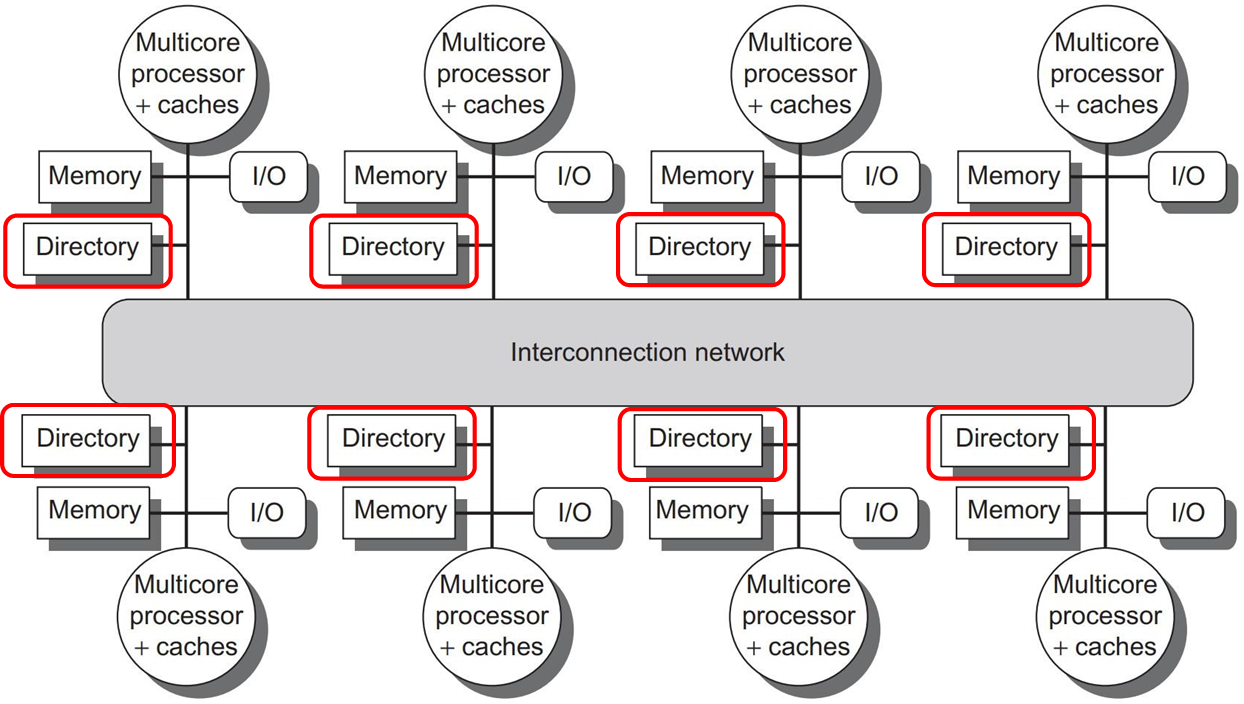 Multicore
processor
+ caches
Multicore
processor
+ caches
Multicore
processor
+ caches
Multicore
processor
+ caches
Memory
I/O
Memory
I/O
Memory
I/O
Memory
I/O
Directory
Directory
Directory
Directory
Interconnection network
Directory
Directory
Directory
Directory
Memory
I/O
Memory
I/O
Memory
I/O
Memory
I/O
Multicore
processor
+ caches
Multicore
processor
+ caches
Multicore
processor
+ caches
Multicore
processor
+ caches